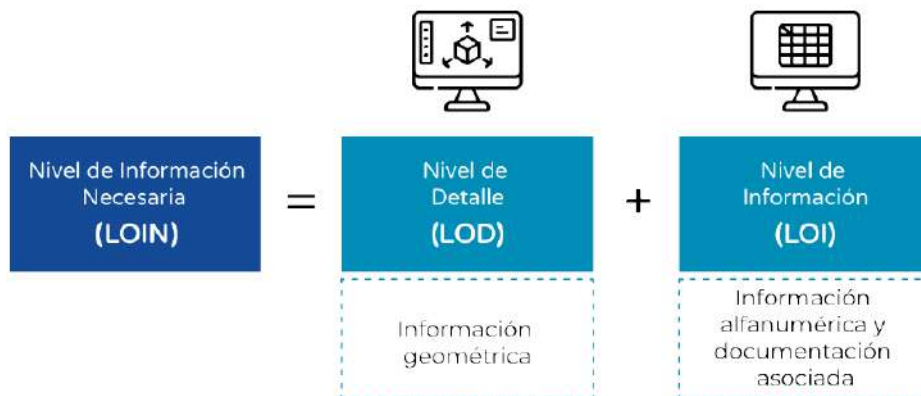 Nivel de Información
Necesaria
(LOIN)
=
Nivel de
Detalle
(LOD)
+
Nivel de
Información
(LOI)
Información
geométrica
Información
alfanumérica y
documentación
asociada